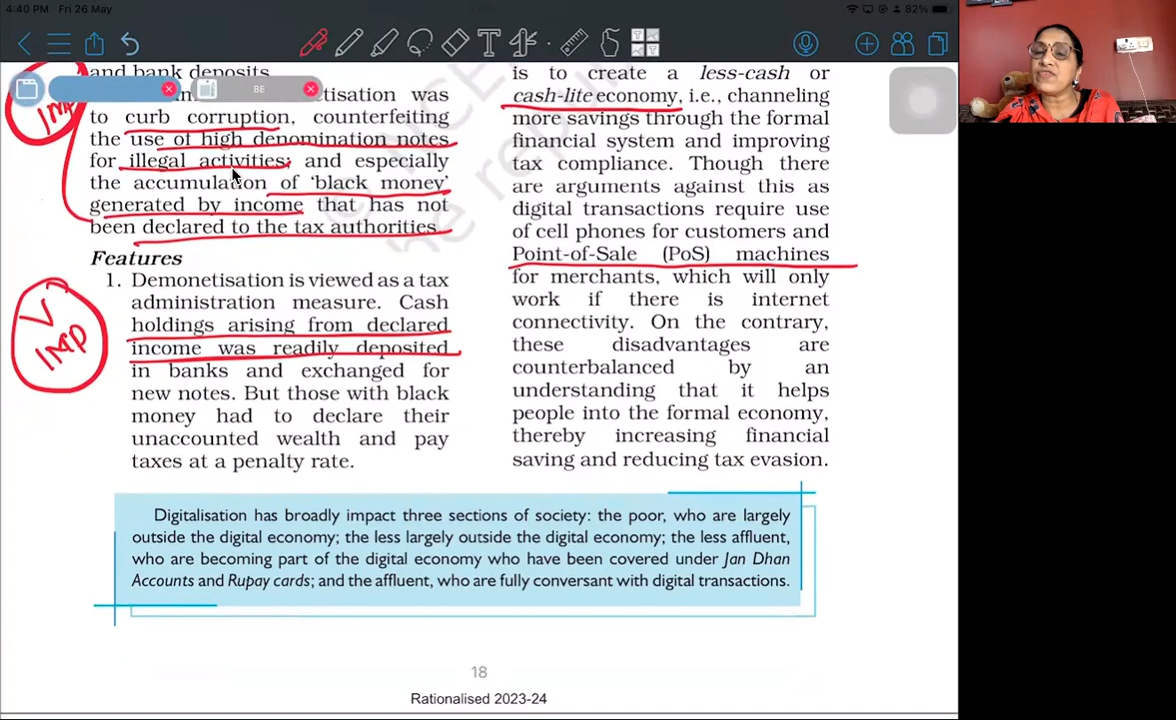 4:40 PM Fri 26 May
82%
BE
and bank deposits.
tisation was
to curb corruption, counterfeiting
the use of high denomination notes
for illegal activities; and especially
the accumulation of 'black money'
generated by income that has not
been declared to the tax authorities
Features
1. Demonetisation is viewed as a tax
administration measure. Cash
holdings arising from declared
income was readily deposited
in banks and exchanged for
new notes. But those with black
money had to declare their
unaccounted wealth and pay
taxes at a penalty rate.
IMP
V
IMP
is to create a less-cash or
cash-lite economy, i.e., channeling
more savings through the formal
financial system and improving
tax compliance. Though there
are arguments against this as
digital transactions require use
of cell phones for customers and
Point-of-Sale (PoS) machines
for merchants, which will only
work if there is internet
connectivity. On the contrary,
these disadvantages are
counterbalanced by an
understanding that it helps
people into the formal economy,
thereby increasing financial
saving and reducing tax evasion.
Digitalisation has broadly impact three sections of society: the poor, who are largely
outside the digital economy; the less largely outside the digital economy; the less affluent,
who are becoming part of the digital economy who have been covered under Jan Dhan
Accounts and Rupay cards; and the affluent, who are fully conversant with digital transactions.
18
Rationalised 2023-24